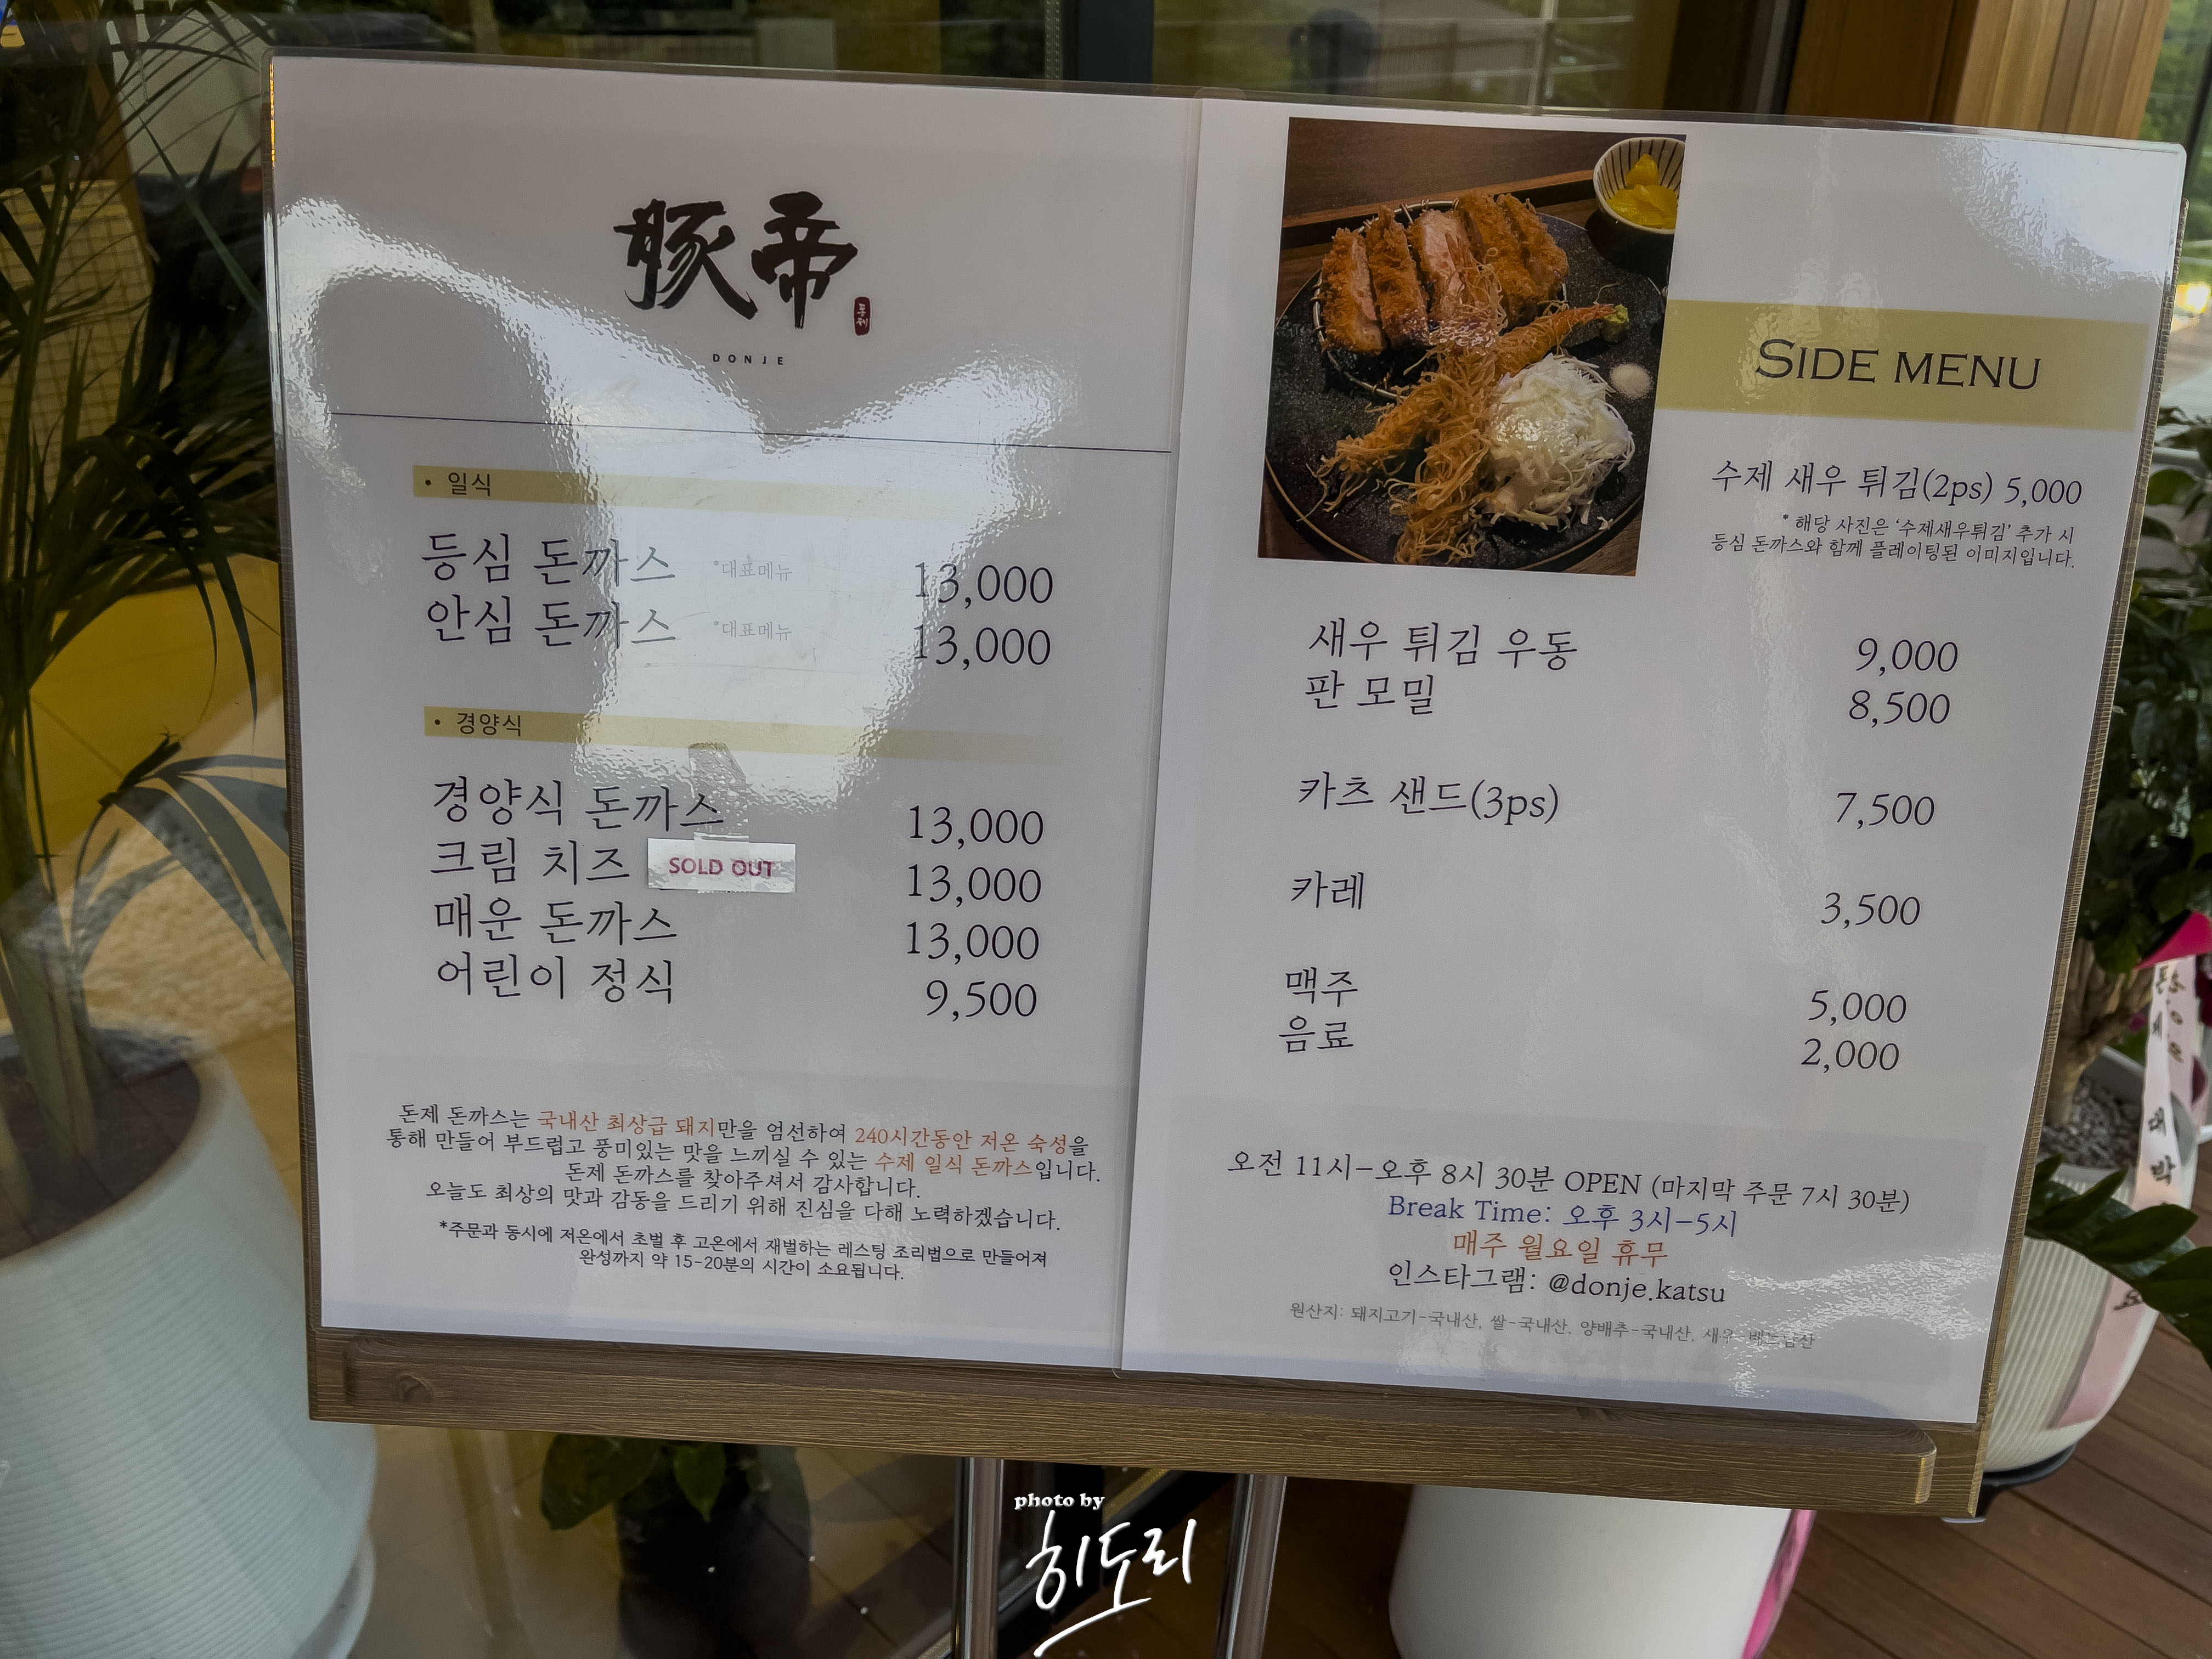 豚帝
돈제
DONJE
• 일식
등심 돈까스 *대표메뉴 13,000
안심 돈까스 *대표메뉴 13,000
• 경양식
경양식 돈까스 13,000
크림 치즈 SOLD OUT 13,000
매운 돈까스 13,000
어린이 정식 9,500
돈제 돈까스는 국내산 최상급 돼지만을 엄선하여 240시간동안 저온 숙성을
통해 만들어 부드럽고 풍미있는 맛을 느끼실 수 있는 수제 일식 돈까스입니다.
돈제 돈까스를 찾아주셔서 감사합니다.
오늘도 최상의 맛과 감동을 드리기 위해 진심을 다해 노력하겠습니다.
*주문과 동시에 저온에서 초벌 후 고온에서 재벌하는 레스팅 조리법으로 만들어져
완성까지 약 15-20분의 시간이 소요됩니다.
SIDE MENU
수제 새우 튀김(2ps) 5,000
* 해당 사진은 '수제새우튀김' 추가 시
등심 돈까스와 함께 플레이팅된 이미지입니다.
새우 튀김 우동 9,000
판 모밀 8,500
카츠 샌드(3ps) 7,500
카레 3,500
맥주 5,000
음료 2,000
오전 11시-오후 8시 30분 OPEN (마지막 주문 7시 30분)
Break Time: 오후 3시-5시
매주 월요일 휴무
인스타그램: @donje.katsu
원산지: 돼지고기-국내산, 쌀-국내산, 양배추-국내산, 새우-베트남산
대박
photo by
히도리